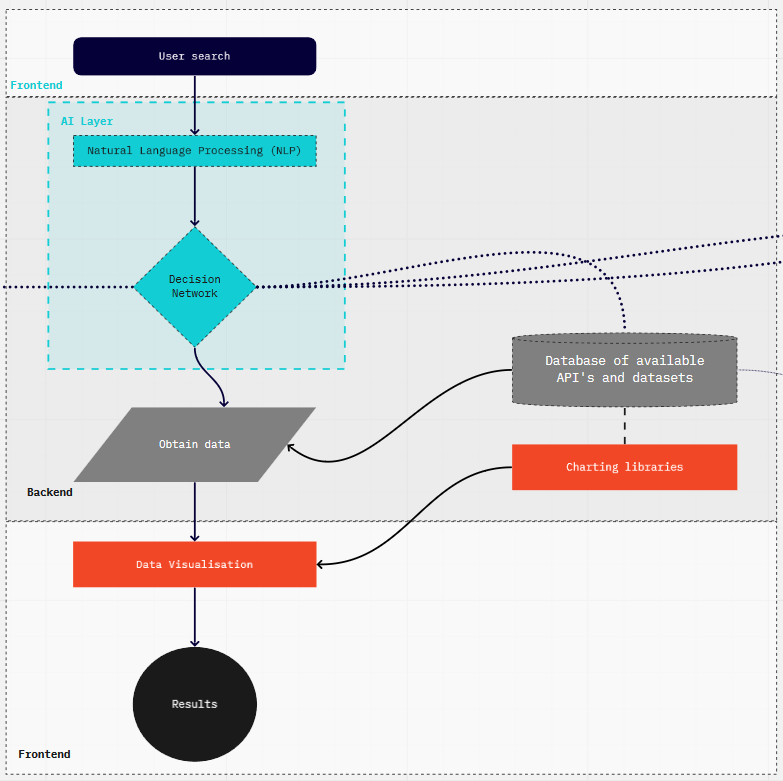 User search
Frontend
AI Layer
Natural Language Processing (NLP)
Decision
Network
Database of available
API's and datasets
Obtain data
Charting libraries
Backend
Data Visualisation
Results
Frontend